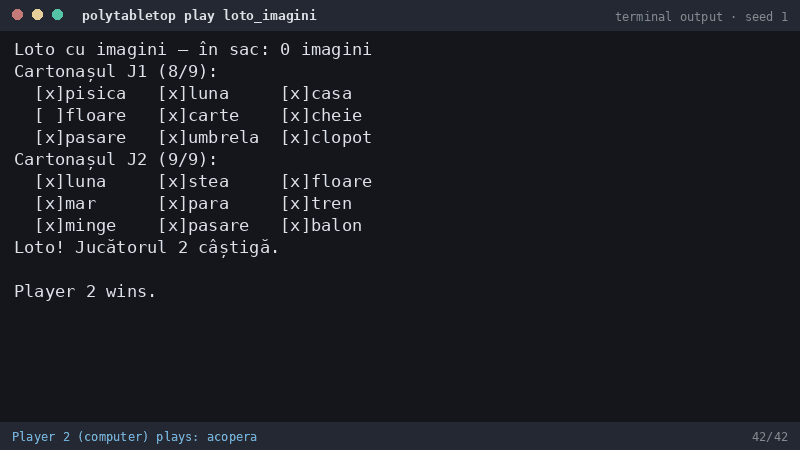 polytabletop play loto_imagini
terminal output · seed 1
Loto cu imagini — în sac: 0 imagini
Cartonașul J1 (8/9):
[x]pisica [x]luna [x]casa
[ ]floare [x]carte [x]cheie
[x]pasare [x]umbrela [x]clopot
Cartonașul J2 (9/9):
[x]luna [x]stea [x]floare
[x]mar [x]para [x]tren
[x]minge [x]pasare [x]balon
Loto! Jucătorul 2 câștigă.
Player 2 wins.
Player 2 (computer) plays: acopera
42/42